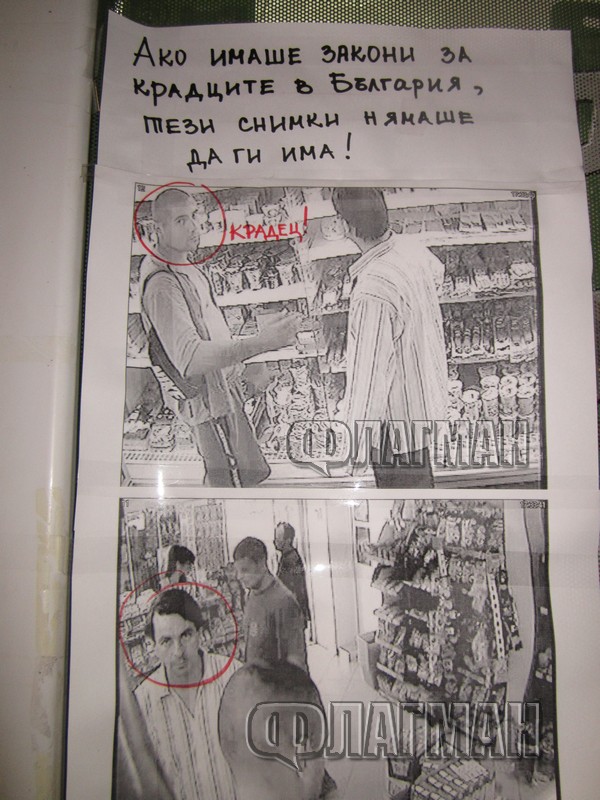 Ако имаше закони за
крадците в България,
тези снимки нямаше
да ги има!
КРАДЕЦ!
ФЛАГМАН
ФЛАГМАН